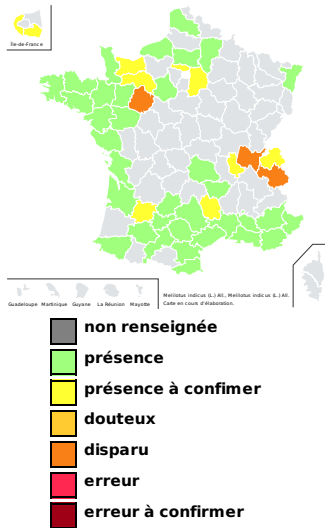 Île-de-France
Guadeloupe Martinique Guyane La Réunion Mayotte
Melilotus indicus (L.) All., Melilotus indicus (L.) All.
Carte en cours d'élaboration.
non renseignée
présence
présence à confimer
douteux
disparu
erreur
erreur à confirmer